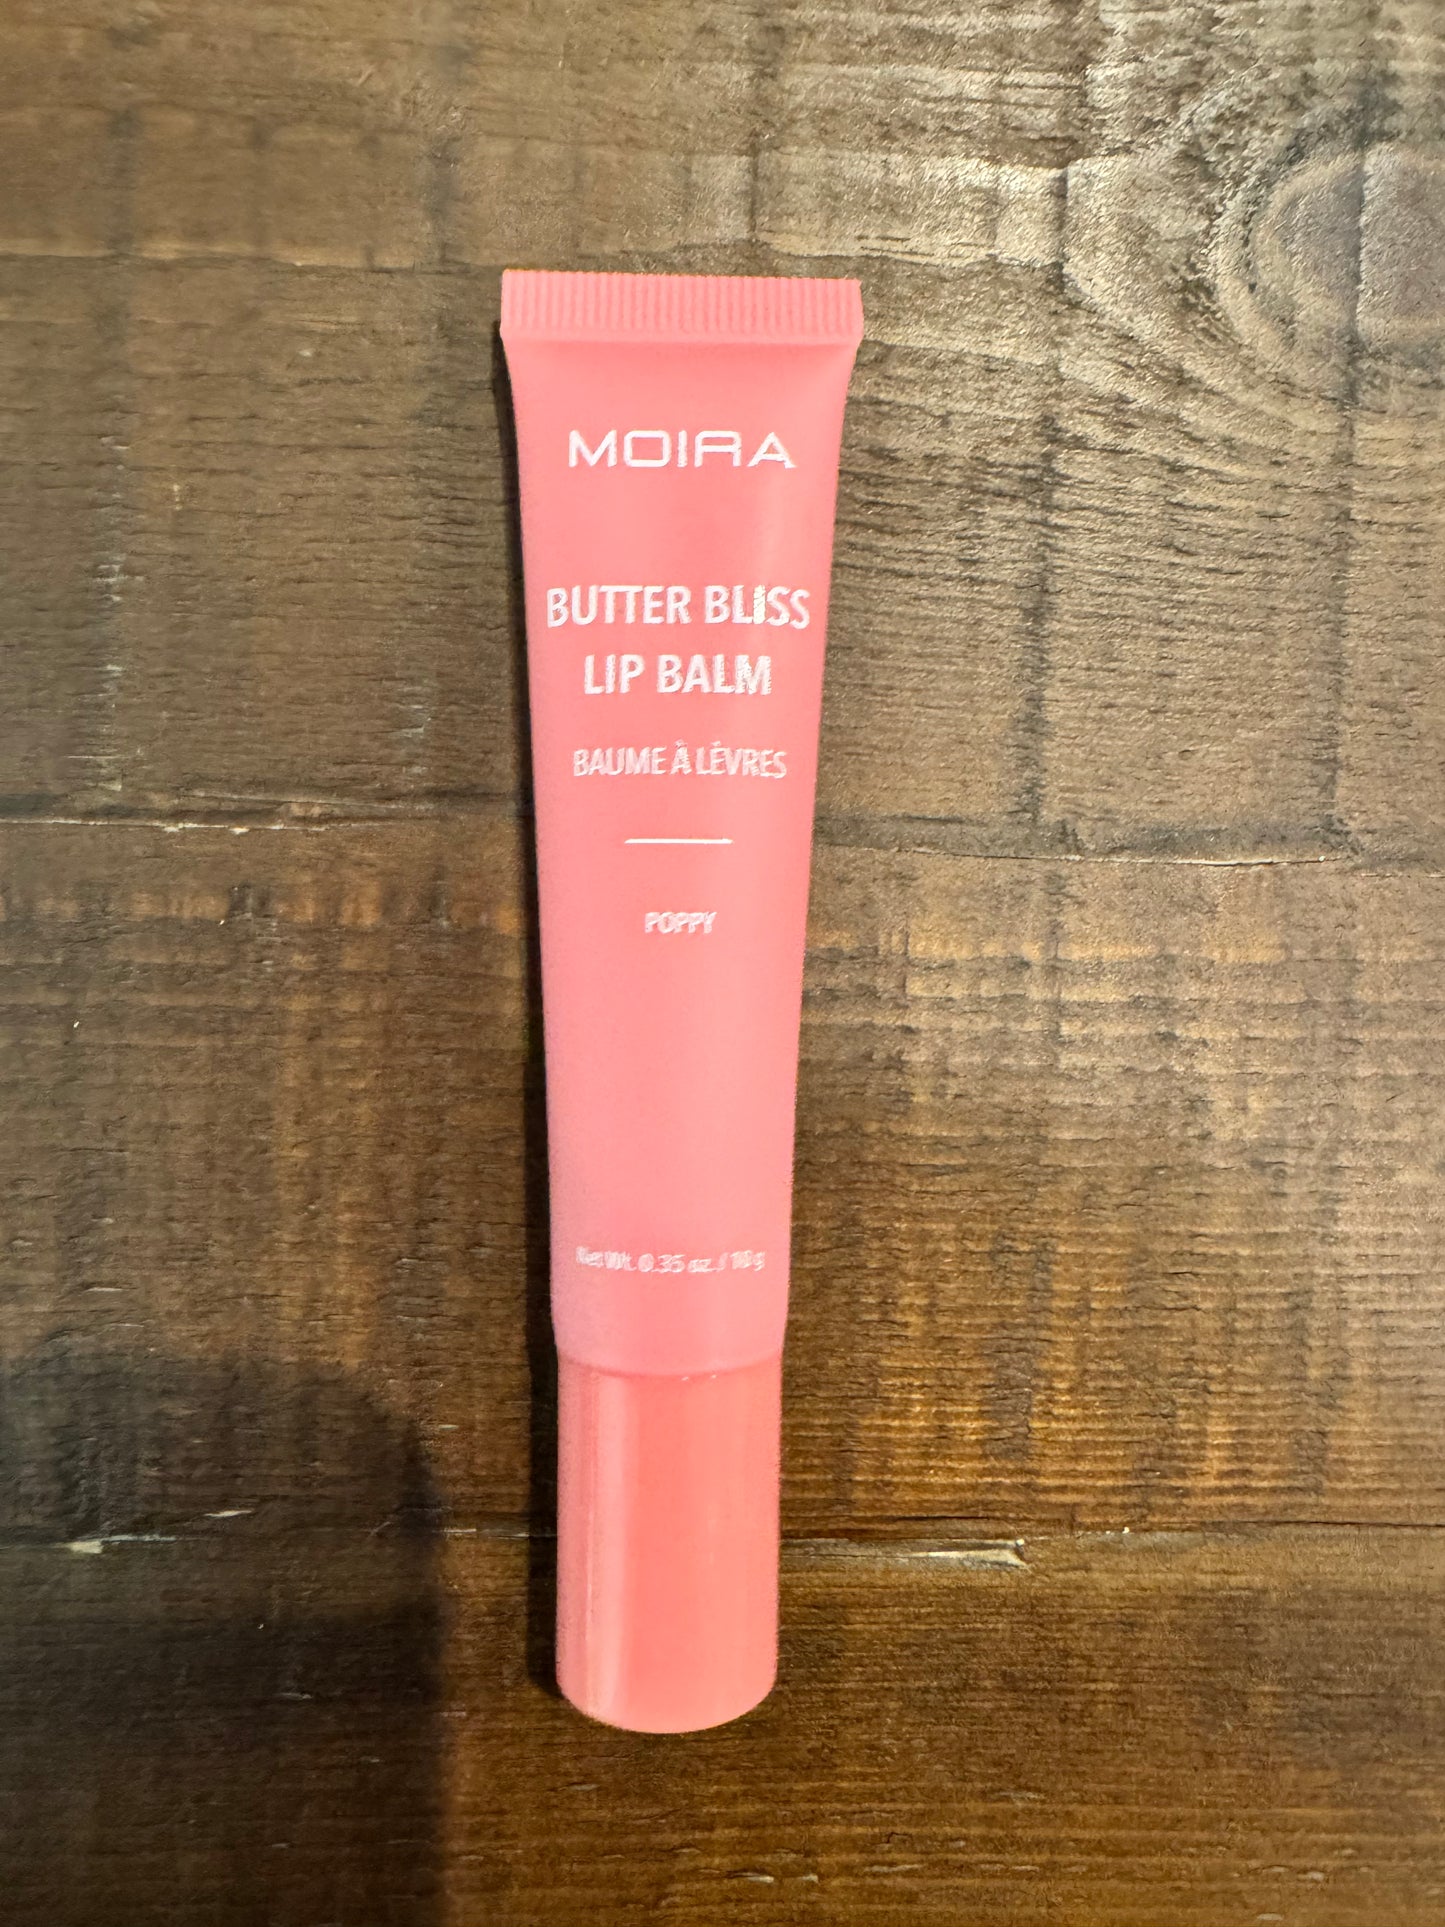 MOIRA
BUTTER BLISS
LIP BALM
BAUME À LÈVRES
POPPY
Net Wt. 0.35 oz. / 10 g